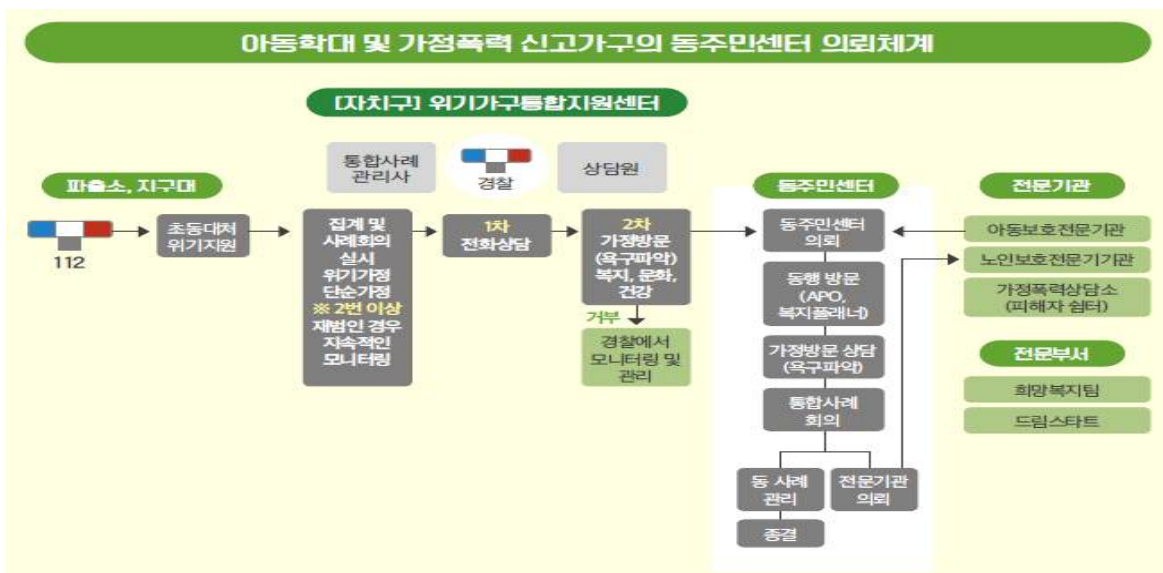 아동학대 및 가정폭력 신고가구의 동주민센터 의뢰체계
[자치구] 위기가구통합지원센터
통합사례
관리사
경찰
상담원
파출소, 지구대
112
초동대처
위기지원
집계 및
사례회의
실시
위기가정
단순가정
※ 2번 이상
재범인 경우
지속적인
모니터링
1차
전화상담
2차
가정방문
(욕구파악)
복지, 문화,
건강
거부
경찰에서
모니터링 및
관리
동주민센터
동주민센터
의뢰
동행 방문
(APO,
복지플래너)
가정방문 상담
(욕구파악)
통합사례
회의
동 사례
관리
전문기관
의뢰
종결
전문기관
아동보호전문기관
노인보호전문기기관
가정폭력상담소
(피해자 쉼터)
전문부서
희망복지팀
드림스타트